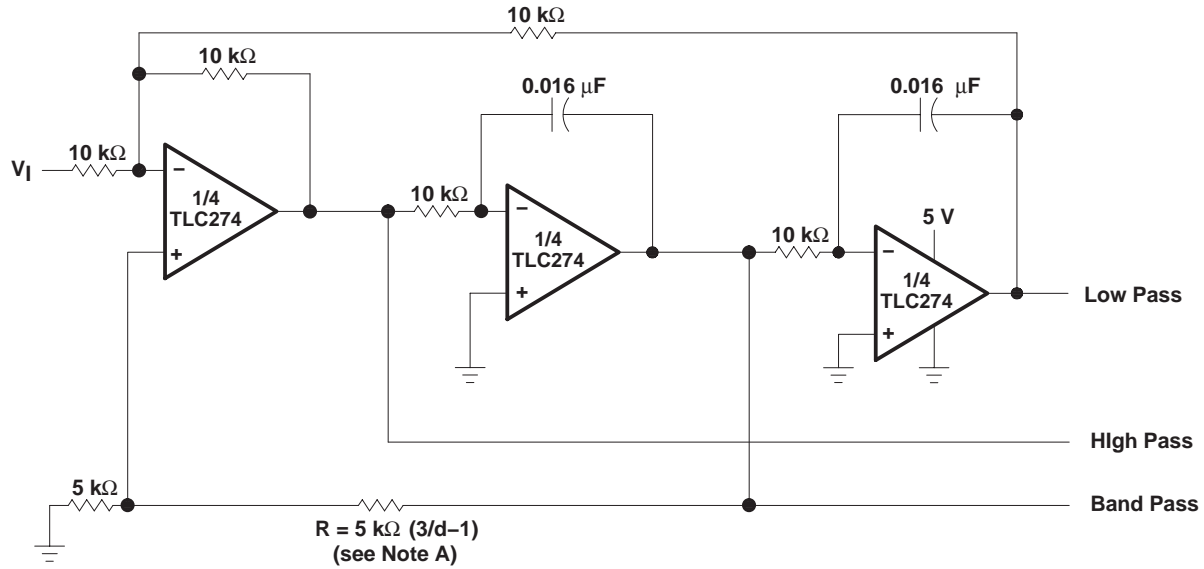 10 kΩ
10 kΩ
0.016 μF
0.016 μF
10 kΩ
VI
–
1/4
TLC274
+
10 kΩ
–
1/4
TLC274
+
10 kΩ
5 V
–
1/4
TLC274
+
Low Pass
HIgh Pass
5 kΩ
Band Pass
R = 5 kΩ (3/d–1)
(see Note A)